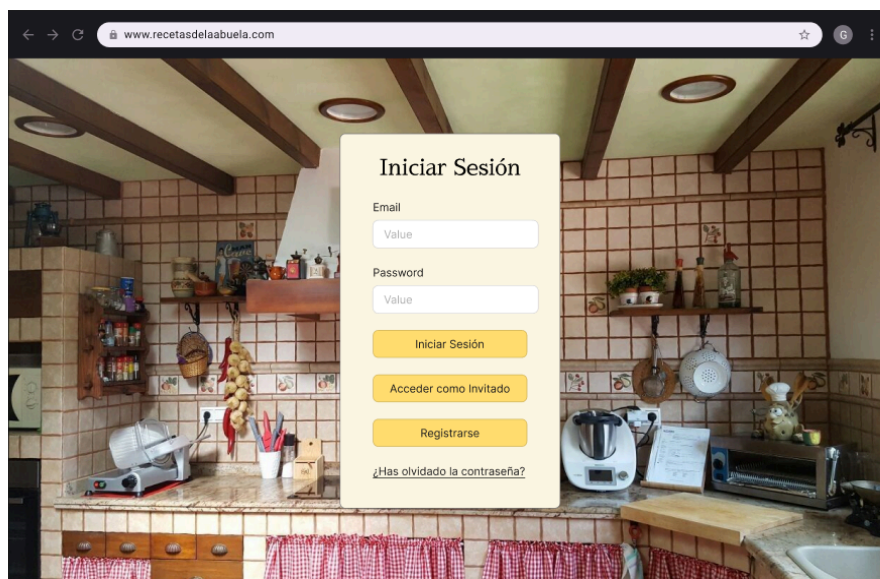 www.recetasdelaabuela.com
G
Iniciar Sesión
Email
Value
Password
Value
Iniciar Sesión
Acceder como Invitado
Registrarse
¿Has olvidado la contraseña?